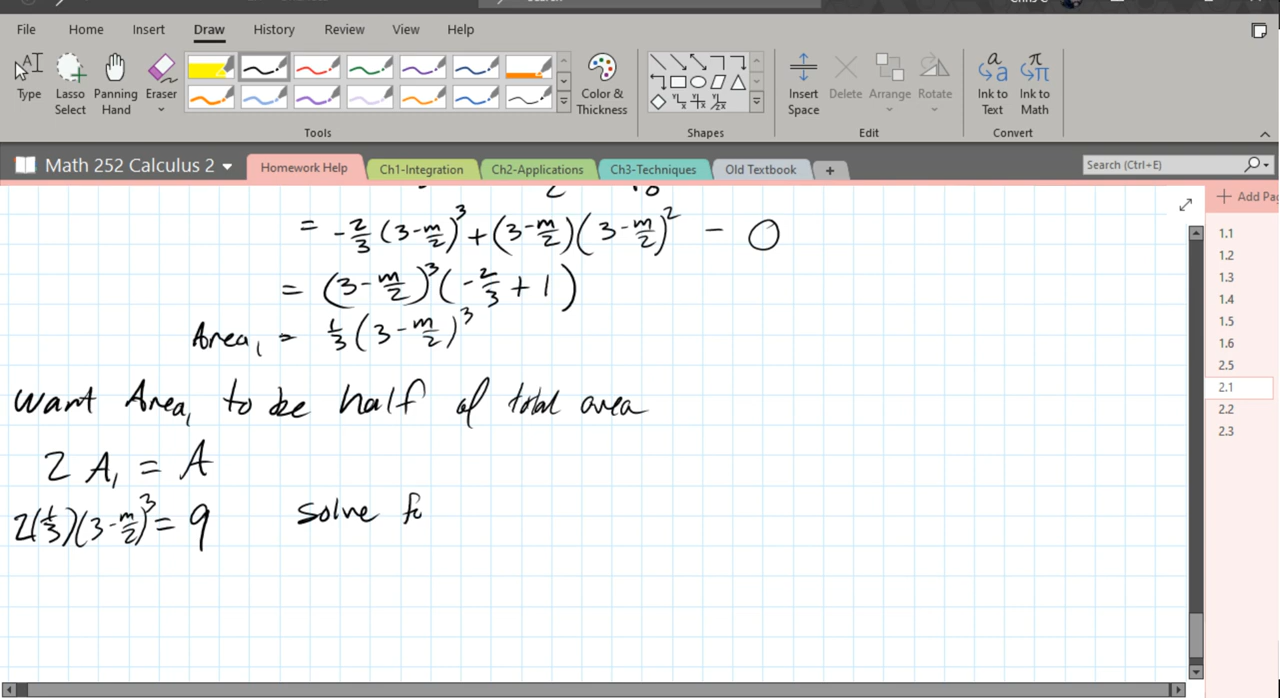 File Home Insert Draw History Review View Help
Type Lasso Select Panning Hand Eraser Color & Thickness Insert Space Delete Arrange Rotate Ink to Text Ink to Math
Tools Shapes Edit Convert
Math 252 Calculus 2 Homework Help Ch1-Integration Ch2-Applications Ch3-Techniques Old Textbook + Search (Ctrl+E)
+ Add Pag
1.1
1.2
1.3
1.4
1.5
1.6
2.5
2.1
2.2
2.3
= -2/3 (3 - m/2)³ + (3 - m/2)(3 - m/2)² - 0
= (3 - m/2)³ (-2/3 + 1)
Area₁ = 1/3 (3 - m/2)³
Want Area₁ to be half of total area
2 A₁ = A
2(1/3)(3 - m/2)³ = 9 solve fo